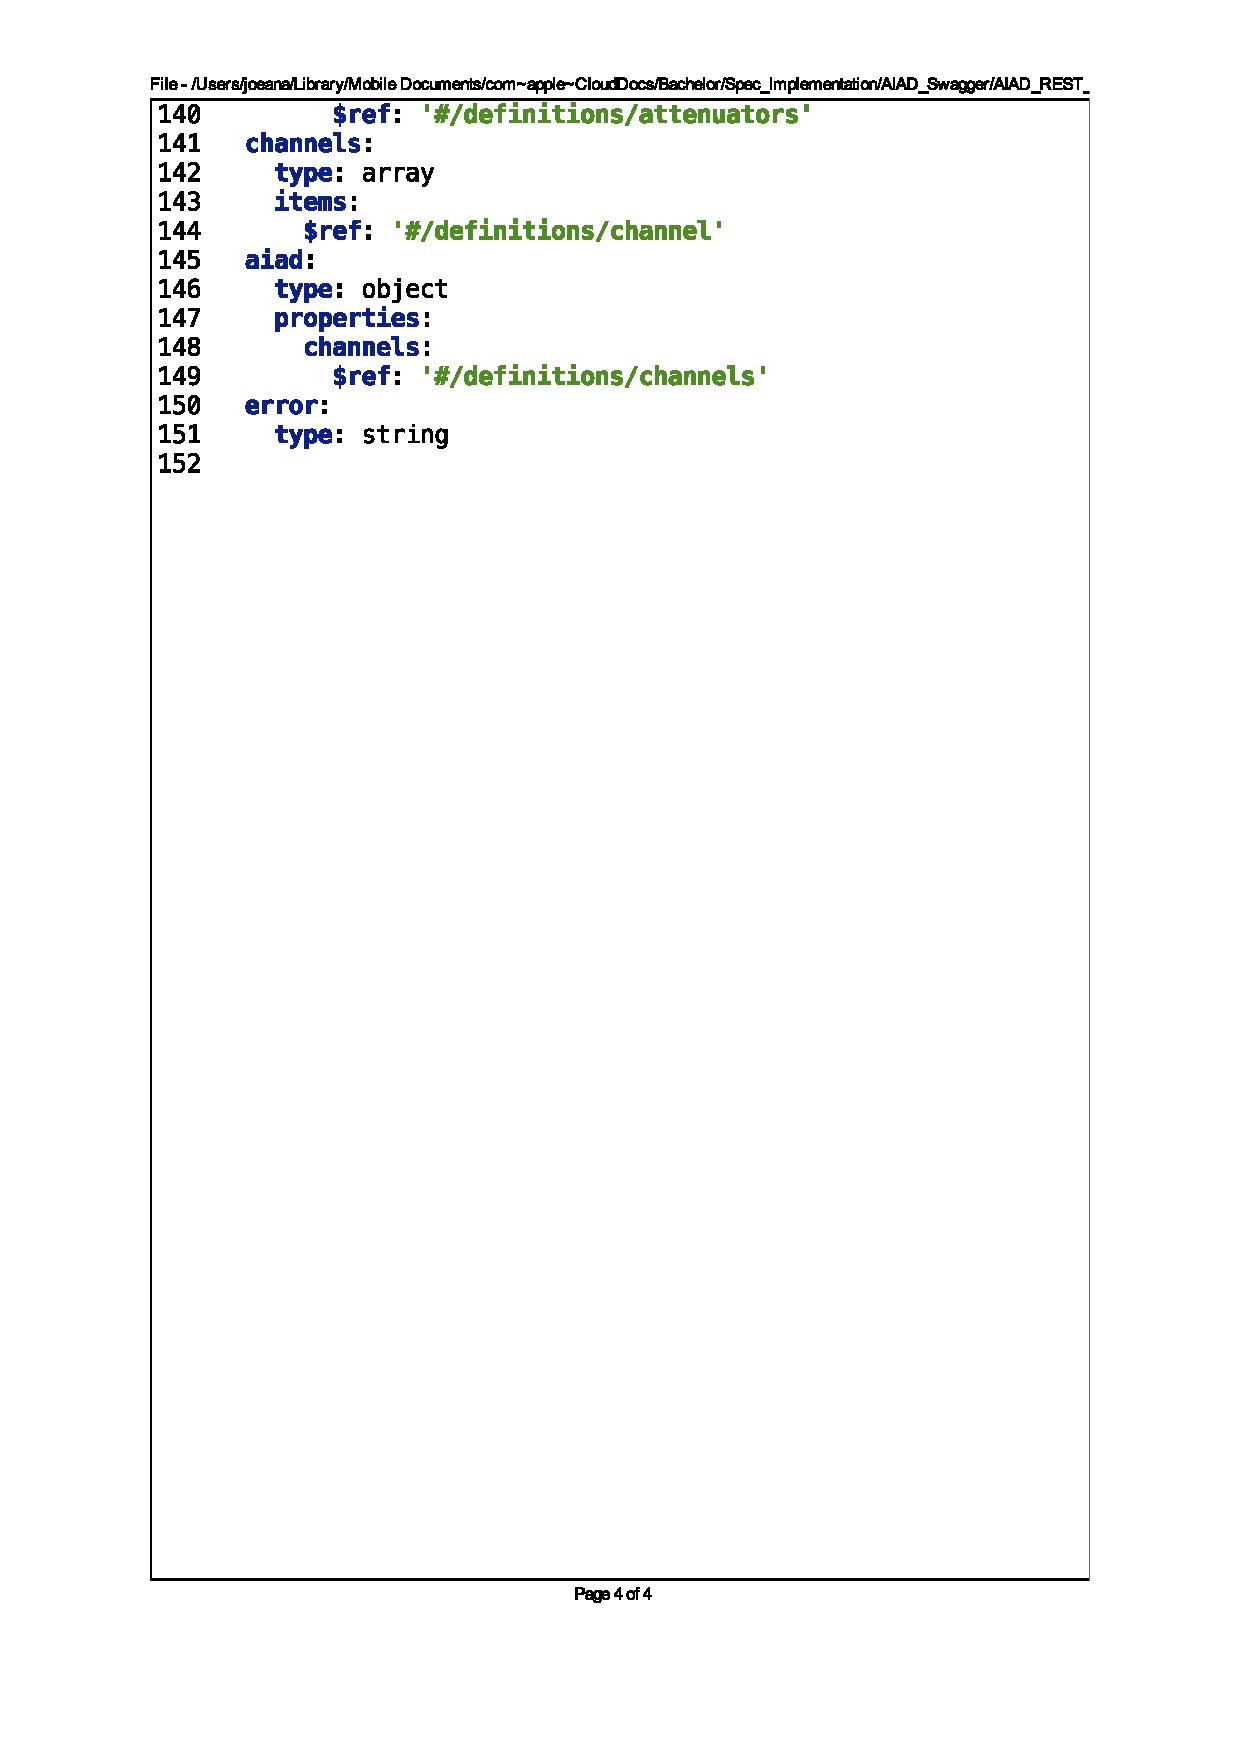 File - /Users/joeana/Library/Mobile Documents/com~apple~CloudDocs/Bachelor/Spec_Implementation/AIAD_Swagger/AIAD_REST_
140         $ref: '#/definitions/attenuators'
141   channels:
142     type: array
143     items:
144       $ref: '#/definitions/channel'
145   aiad:
146     type: object
147     properties:
148       channels:
149         $ref: '#/definitions/channels'
150   error:
151     type: string
152
Page 4 of 4